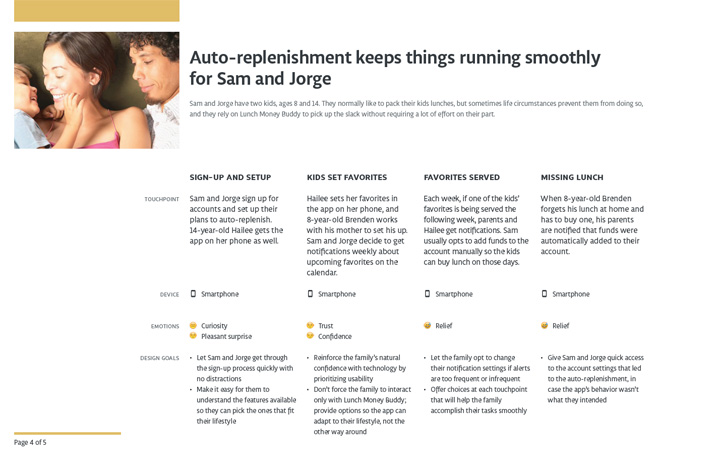 Auto-replenishment keeps things running smoothly
for Sam and Jorge
Sam and Jorge have two kids, ages 8 and 14. They normally like to pack their kids lunches, but sometimes life circumstances prevent them from doing so,
and they rely on Lunch Money Buddy to pick up the slack without requiring a lot of effort on their part.
SIGN-UP AND SETUP
KIDS SET FAVORITES
FAVORITES SERVED
MISSING LUNCH
TOUCHPOINT
Sam and Jorge sign up for
accounts and set up their
plans to auto-replenish.
14-year-old Hailee gets the
app on her phone as well.
Hailee sets her favorites in
the app on her phone, and
8-year-old Brenden works
with his mother to set his up.
Sam and Jorge decide to get
notifications weekly about
upcoming favorites on the
calendar.
Each week, if one of the kids'
favorites is being served the
following week, parents and
Hailee get notifications. Sam
usually opts to add funds to the
account manually so the kids
can buy lunch on those days.
When 8-year-old Brenden
forgets his lunch at home and
has to buy one, his parents
are notified that funds were
automatically added to their
account.
DEVICE
Smartphone
Smartphone
Smartphone
Smartphone
EMOTIONS
Curiosity
Pleasant surprise
Trust
Confidence
Relief
Relief
DESIGN GOALS
• Let Sam and Jorge get through
the sign-up process quickly with
no distractions
• Make it easy for them to
understand the features available
so they can pick the ones that fit
their lifestyle
• Reinforce the family's natural
confidence with technology by
prioritizing usability
• Don't force the family to interact
only with Lunch Money Buddy;
provide options so the app can
adapt to their lifestyle, not the
other way around
• Let the family opt to change
their notification settings if alerts
are too frequent or infrequent
• Offer choices at each touchpoint
that will help the family
accomplish their tasks smoothly
• Give Sam and Jorge quick access
to the account settings that led
to the auto-replenishment, in
case the app's behavior wasn't
what they intended
Page 4 of 5